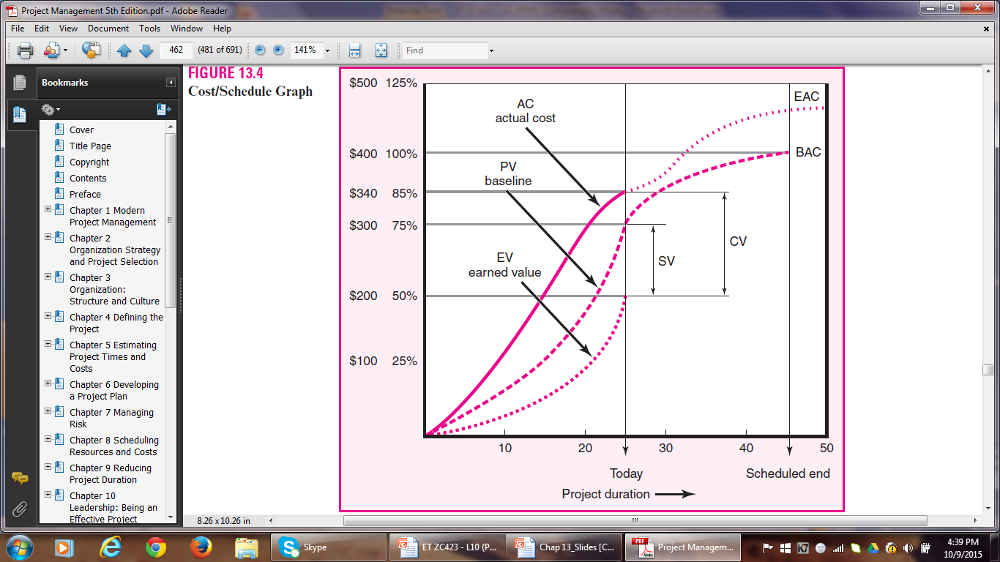 Project Management 5th Edition.pdf - Adobe Reader
File Edit View Document Tools Window Help
462 (481 of 691) 141% Find
Bookmarks
Cover
Title Page
Copyright
Contents
Preface
Chapter 1 Modern
Project Management
Chapter 2
Organization Strategy
and Project Selection
Chapter 3
Organization:
Structure and Culture
Chapter 4 Defining the
Project
Chapter 5 Estimating
Project Times and
Costs
Chapter 6 Developing
a Project Plan
Chapter 7 Managing
Risk
Chapter 8 Scheduling
Resources and Costs
Chapter 9 Reducing
Project Duration
Chapter 10
Leadership: Being an
Effective Project
FIGURE 13.4
Cost/Schedule Graph
$500 125%
$400 100%
$340 85%
$300 75%
$200 50%
$100 25%
AC
actual cost
PV
baseline
EV
earned value
EAC
BAC
CV
SV
10 20 30 40 50
Today
Scheduled end
Project duration
8.26 x 10.26 in
Skype
ET ZC423 - L10 (P...
Chap 13_Slides [C...
PDF
Adobe
Project Managem...
4:39 PM
10/9/2015